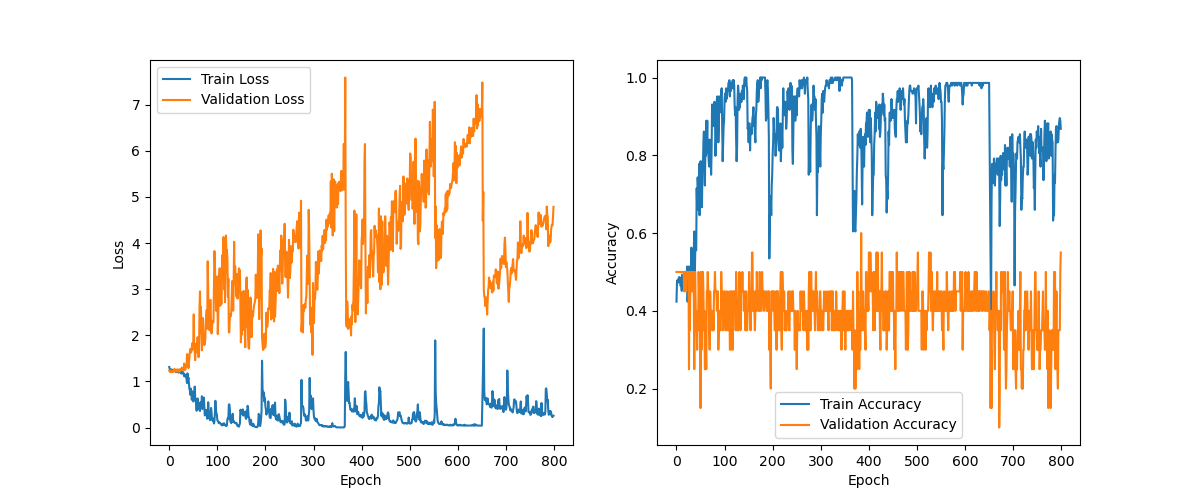 Train Loss
Validation Loss
7
6
5
4
3
2
1
0
Loss
0 100 200 300 400 500 600 700 800
Epoch
1.0
0.8
0.6
0.4
0.2
Accuracy
Train Accuracy
Validation Accuracy
0 100 200 300 400 500 600 700 800
Epoch